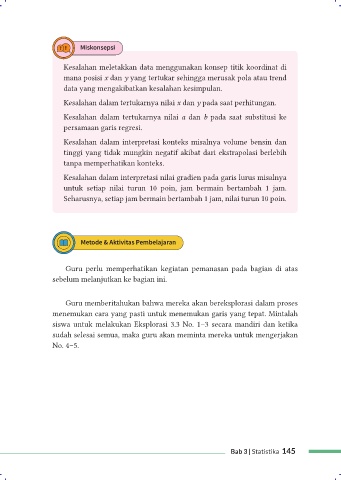 Miskonsepsi
Kesalahan meletakkan data menggunakan konsep titik koordinat di
mana posisi x dan y yang tertukar sehingga merusak pola atau trend
data yang mengakibatkan kesalahan kesimpulan.
Kesalahan dalam tertukarnya nilai x dan y pada saat perhitungan.
Kesalahan dalam tertukarnya nilai a dan b pada saat substitusi ke
persamaan garis regresi.
Kesalahan dalam interpretasi konteks misalnya volume bensin dan
tinggi yang tidak mungkin negatif akibat dari ekstrapolasi berlebih
tanpa memperhatikan konteks.
Kesalahan dalam interpretasi nilai gradien pada garis lurus misalnya
untuk setiap nilai turun 10 poin, jam bermain bertambah 1 jam.
Seharusnya, setiap jam bermain bertambah 1 jam, nilai turun 10 poin.
Metode & Aktivitas Pembelajaran
Guru perlu memperhatikan kegiatan pemanasan pada bagian di atas
sebelum melanjutkan ke bagian ini.
Guru memberitahukan bahwa mereka akan bereksplorasi dalam proses
menemukan cara yang pasti untuk menemukan garis yang tepat. Mintalah
siswa untuk melakukan Eksplorasi 3.3 No. 1–3 secara mandiri dan ketika
sudah selesai semua, maka guru akan meminta mereka untuk mengerjakan
No. 4–5.
Bab 3 | Statistika 145